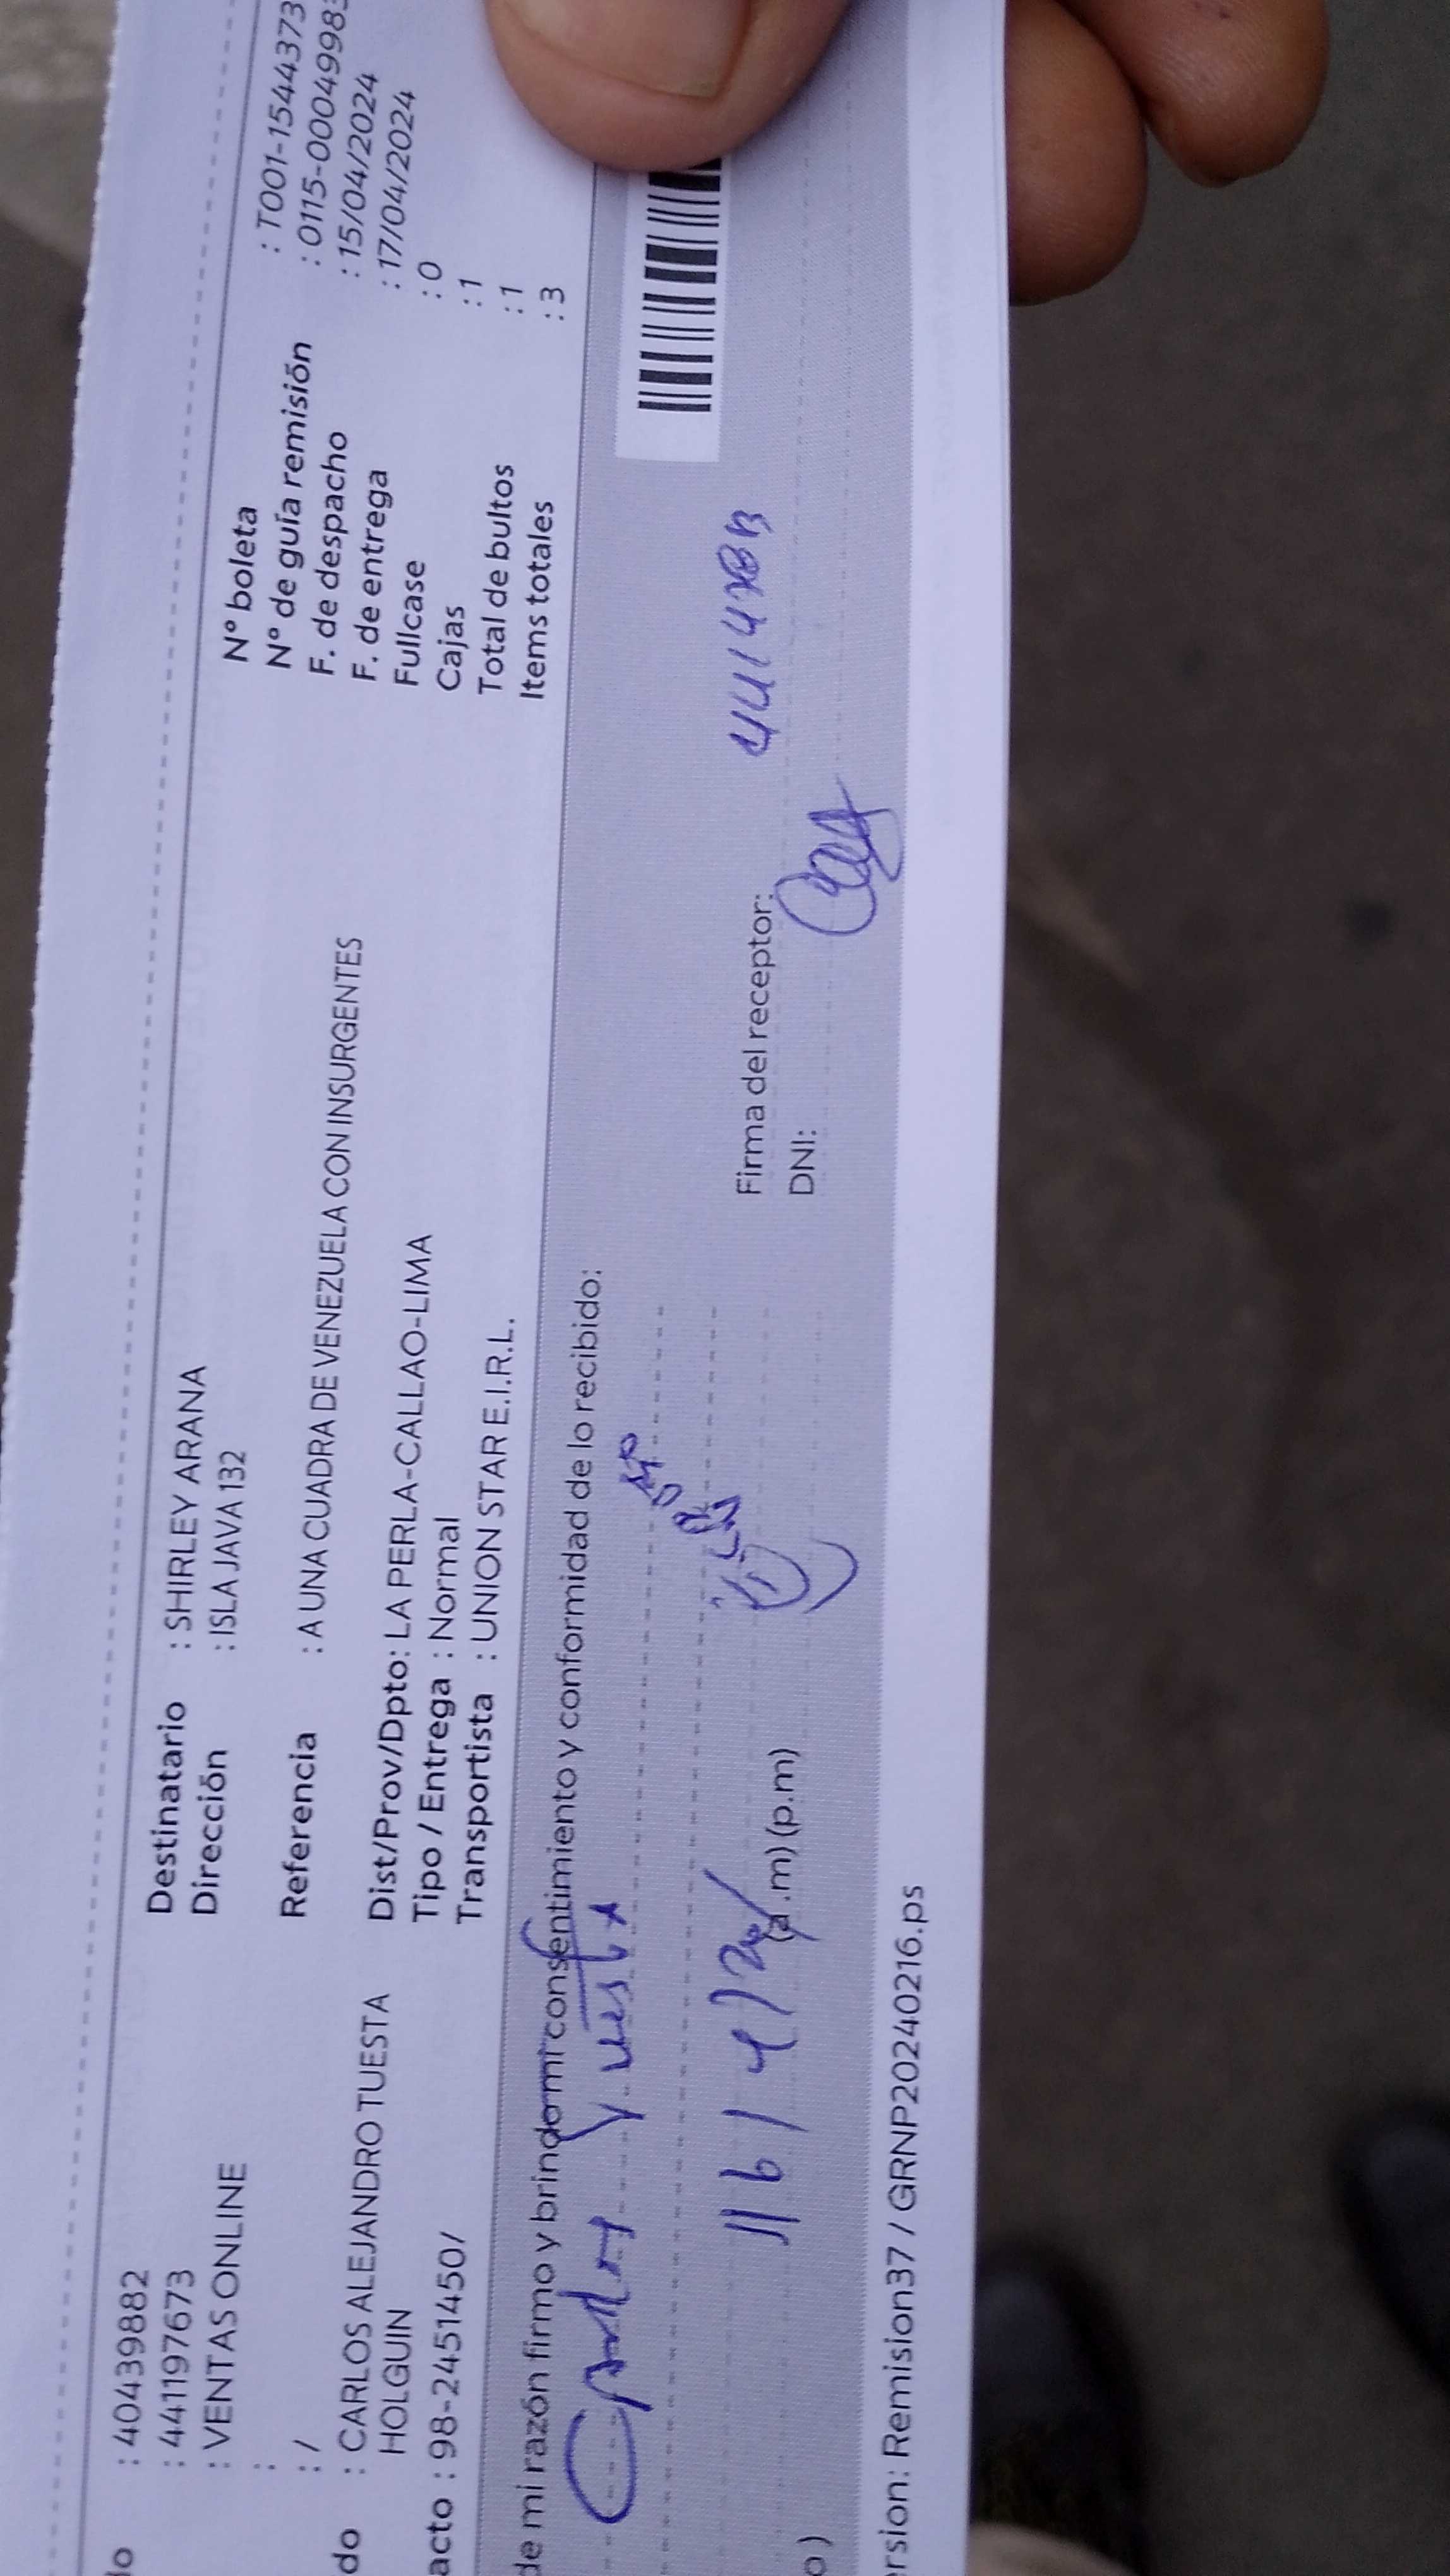 do : 40439882
: 44197673
: VENTAS ONLINE
:
: /
do : CARLOS ALEJANDRO TUESTA
HOLGUIN
acto : 98-2451450/
Destinatario : SHIRLEY ARANA
Dirección : ISLA JAVA 132
Referencia : A UNA CUADRA DE VENEZUELA CON INSURGENTES
Dist/Prov/Dpto: LA PERLA-CALLAO-LIMA
Tipo / Entrega : Normal
Transportista : UNION STAR E.I.R.L.
N° boleta : T001-1544373
N° de guía remisión : 0115-0004998
F. de despacho : 15/04/2024
F. de entrega : 17/04/2024
Fullcase : 0
Cajas : 1
Total de bultos : 1
Items totales : 3
de mi razón firmo y brindo mi consentimiento y conformidad de lo recibido:
(a.m) (p.m)
Firma del receptor:
DNI:
o )
rsion: Remision37 / GRNP20240216.ps